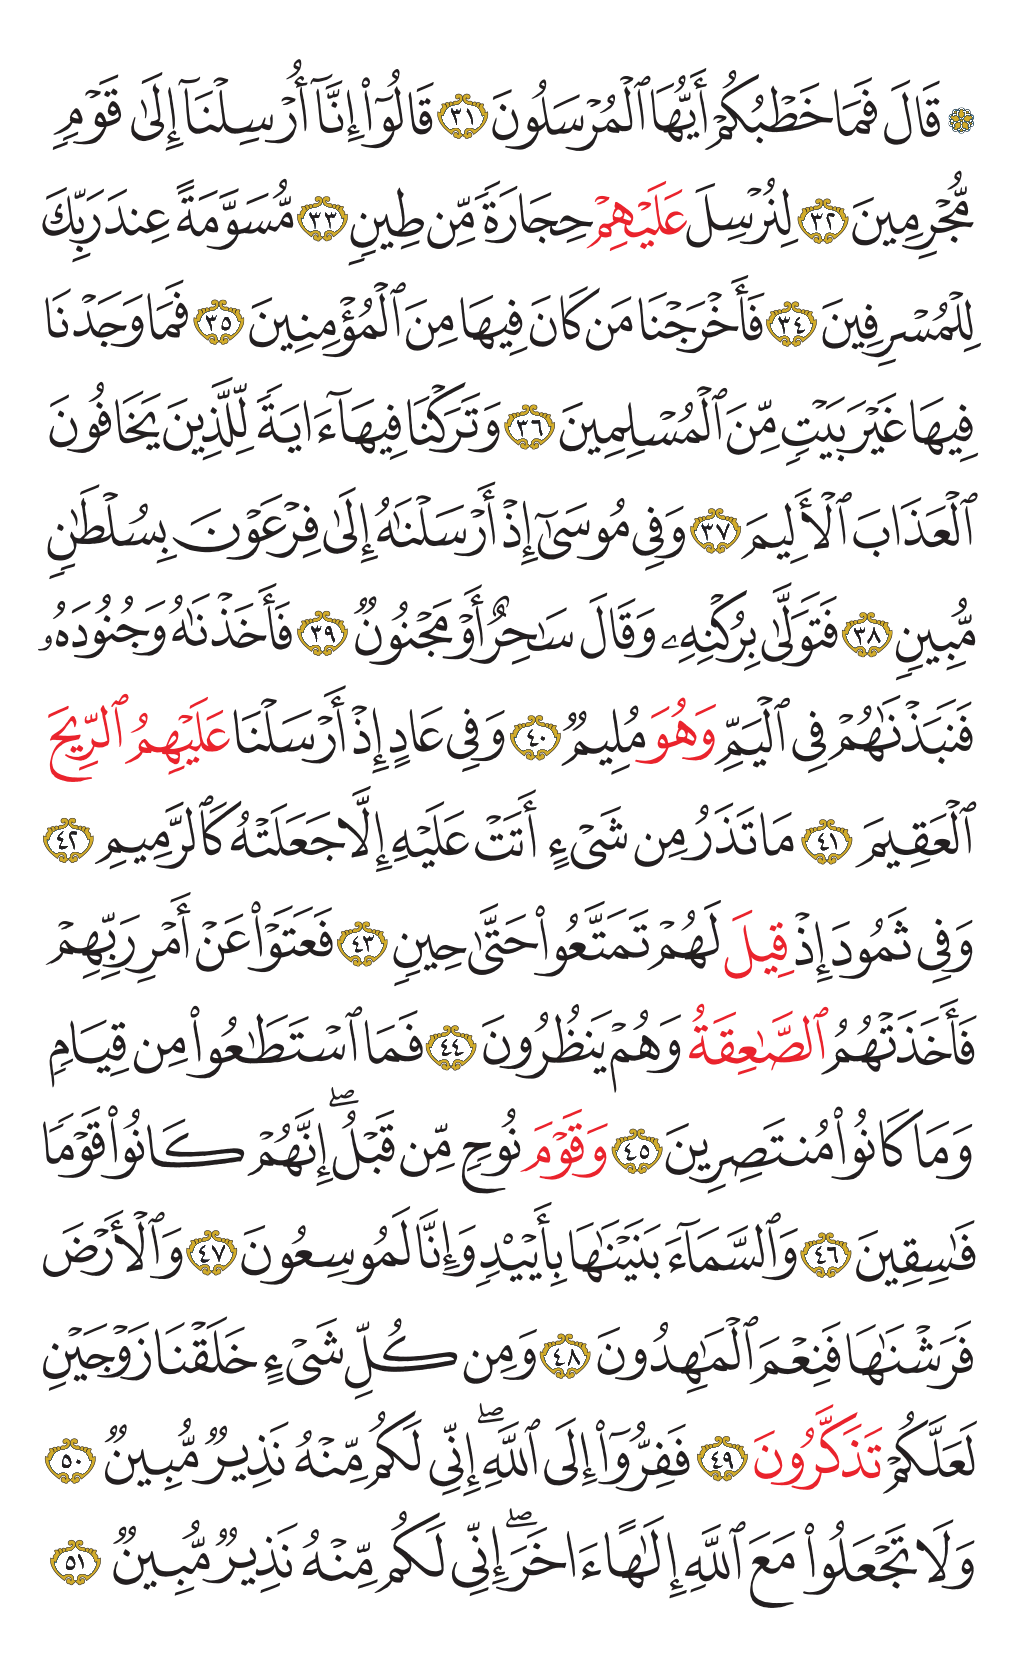 ۞ قَالَ فَمَا خَطْبُكُمْ أَيُّهَا ٱلْمُرْسَلُونَ ٣١ قَالُوٓا۟ إِنَّآ أُرْسِلْنَآ إِلَىٰ قَوْمٍ
مُّجْرِمِينَ ٣٢ لِنُرْسِلَ عَلَيْهِمْ حِجَارَةً مِّن طِينٍ ٣٣ مُّسَوَّمَةً عِندَ رَبِّكَ
لِلْمُسْرِفِينَ ٣٤ فَأَخْرَجْنَا مَن كَانَ فِيهَا مِنَ ٱلْمُؤْمِنِينَ ٣٥ فَمَا وَجَدْنَا
فِيهَا غَيْرَ بَيْتٍ مِّنَ ٱلْمُسْلِمِينَ ٣٦ وَتَرَكْنَا فِيهَآ ءَايَةً لِّلَّذِينَ يَخَافُونَ
ٱلْعَذَابَ ٱلْأَلِيمَ ٣٧ وَفِى مُوسَىٰٓ إِذْ أَرْسَلْنَٰهُ إِلَىٰ فِرْعَوْنَ بِسُلْطَٰنٍ
مُّبِينٍ ٣٨ فَتَوَلَّىٰ بِرُكْنِهِۦ وَقَالَ سَٰحِرٌ أَوْ مَجْنُونٌ ٣٩ فَأَخَذْنَٰهُ وَجُنُودَهُۥ
فَنَبَذْنَٰهُمْ فِى ٱلْيَمِّ وَهُوَ مُلِيمٌ ٤٠ وَفِى عَادٍ إِذْ أَرْسَلْنَا عَلَيْهِمُ ٱلرِّيحَ
ٱلْعَقِيمَ ٤١ مَا تَذَرُ مِن شَىْءٍ أَتَتْ عَلَيْهِ إِلَّا جَعَلَتْهُ كَٱلرَّمِيمِ ٤٢
وَفِى ثَمُودَ إِذْ قِيلَ لَهُمْ تَمَتَّعُوا۟ حَتَّىٰ حِينٍ ٤٣ فَعَتَوْا۟ عَنْ أَمْرِ رَبِّهِمْ
فَأَخَذَتْهُمُ ٱلصَّٰعِقَةُ وَهُمْ يَنظُرُونَ ٤٤ فَمَا ٱسْتَطَٰعُوا۟ مِن قِيَامٍ
وَمَا كَانُوا۟ مُنتَصِرِينَ ٤٥ وَقَوْمَ نُوحٍ مِّن قَبْلُ ۖ إِنَّهُمْ كَانُوا۟ قَوْمًا
فَٰسِقِينَ ٤٦ وَٱلسَّمَآءَ بَنَيْنَٰهَا بِأَيْي۟دٍ وَإِنَّا لَمُوسِعُونَ ٤٧ وَٱلْأَرْضَ
فَرَشْنَٰهَا فَنِعْمَ ٱلْمَٰهِدُونَ ٤٨ وَمِن كُلِّ شَىْءٍ خَلَقْنَا زَوْجَيْنِ
لَعَلَّكُمْ تَذَكَّرُونَ ٤٩ فَفِرُّوٓا۟ إِلَى ٱللَّهِ ۖ إِنِّى لَكُم مِّنْهُ نَذِيرٌ مُّبِينٌ ٥٠
وَلَا تَجْعَلُوا۟ مَعَ ٱللَّهِ إِلَٰهًا ءَاخَرَ ۖ إِنِّى لَكُم مِّنْهُ نَذِيرٌ مُّبِينٌ ٥١